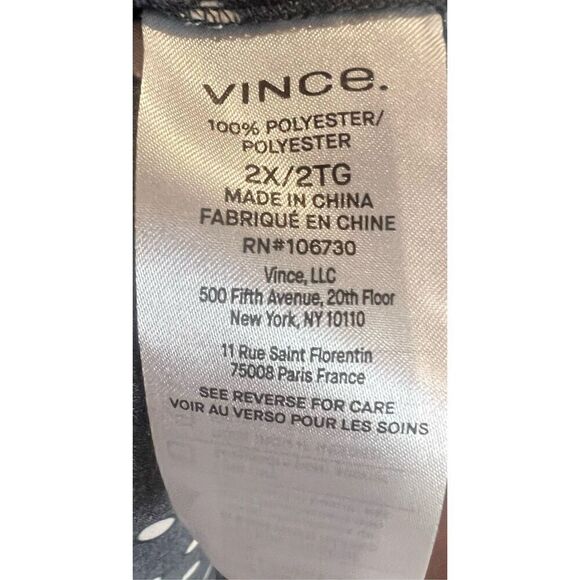 VINCe.
100% POLYESTER/
POLYESTER
2X/2TG
MADE IN CHINA
FABRIQUÉ EN CHINE
RN#106730
Vince, LLC
500 Fifth Avenue, 20th Floor
New York, NY 10110
11 Rue Saint Florentin
75008 Paris France
SEE REVERSE FOR CARE
VOIR AU VERSO POUR LES SOINS